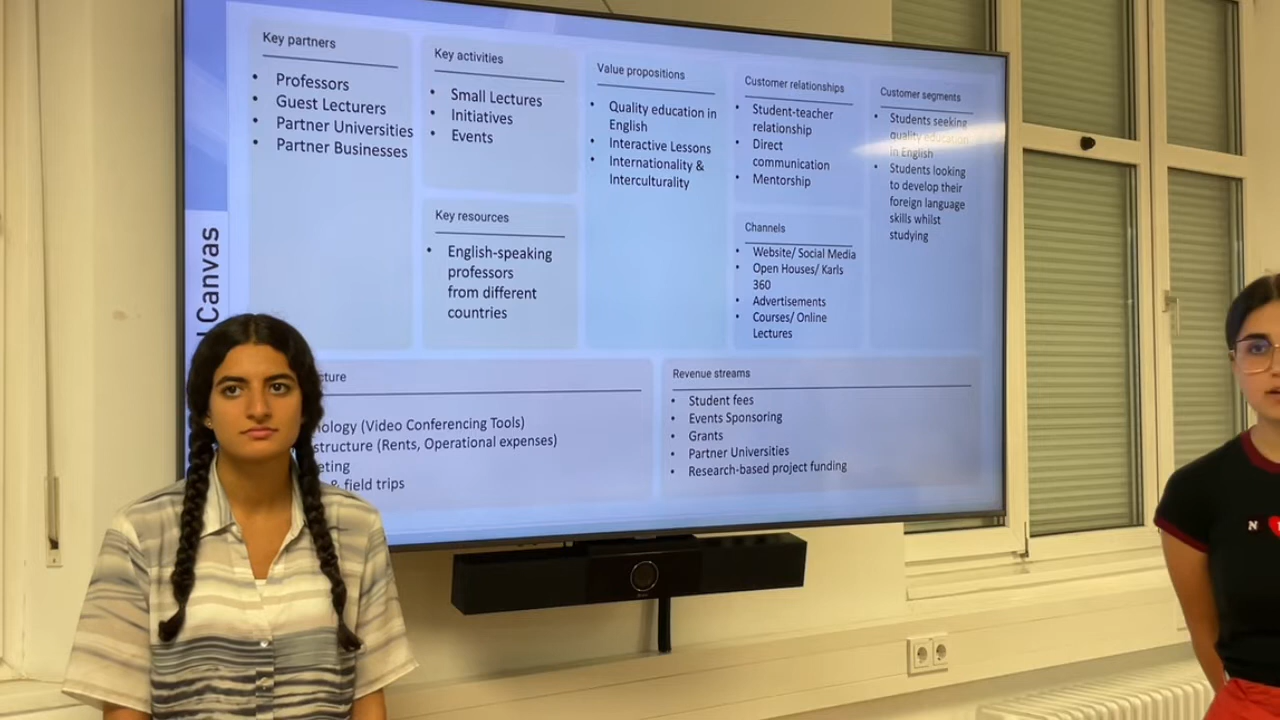 Canvas
Key partners
• Professors
• Guest Lecturers
• Partner Universities
• Partner Businesses
Key activities
• Small Lectures
• Initiatives
• Events
Key resources
• English-speaking
professors
from different
countries
Value propositions
• Quality education in
English
• Interactive Lessons
• Internationality &
Interculturality
Customer relationships
• Student-teacher
relationship
• Direct
communication
• Mentorship
Channels
• Website/ Social Media
• Open Houses/ Karls
360
• Advertisements
• Courses/ Online
Lectures
Customer segments
• Students seeking
quality education
in English
• Students looking
to develop their
foreign language
skills whilst
studying
cture
nology (Video Conferencing Tools)
structure (Rents, Operational expenses)
eting
& field trips
Revenue streams
• Student fees
• Events Sponsoring
• Grants
• Partner Universities
• Research-based project funding
N